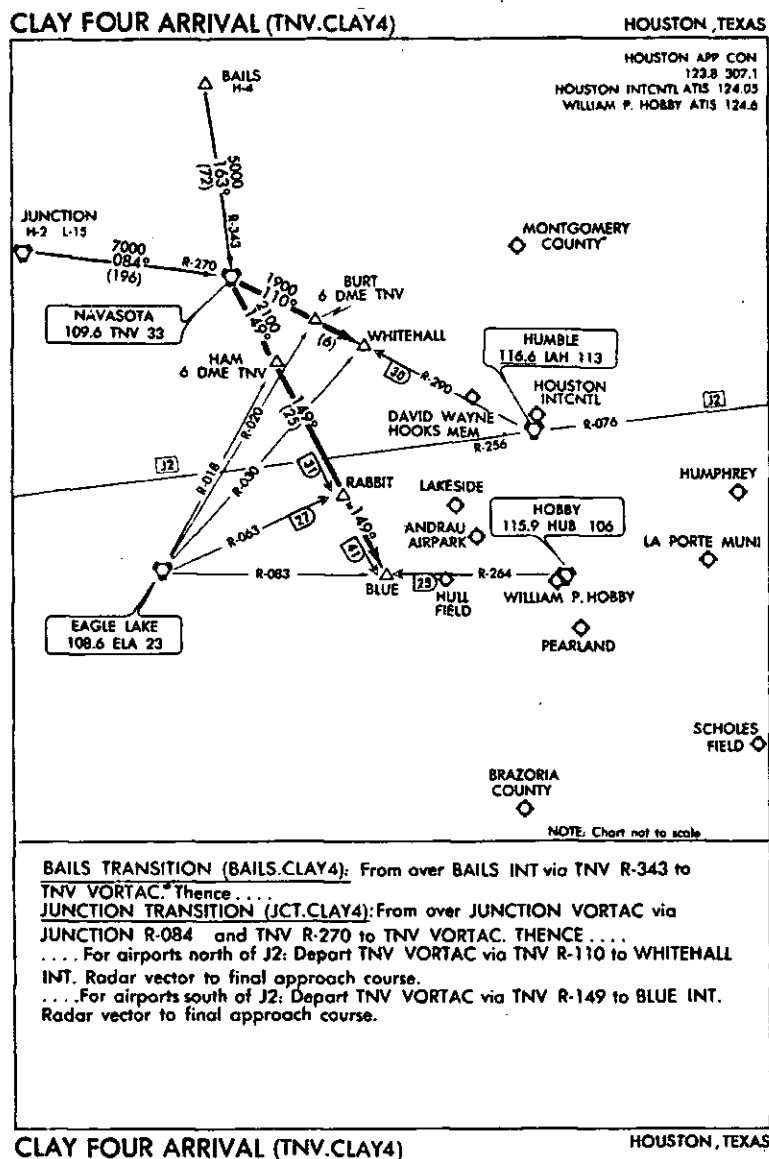 CLAY FOUR ARRIVAL (TNV.CLAY4)
HOUSTON, TEXAS
HOUSTON APP CON
123.8 307.1
HOUSTON INTCNTL ATIS 124.05
WILLIAM P. HOBBY ATIS 124.6
BAILS
H-4
5000
163°
(72)
R-343
JUNCTION
H-2 L-15
7000
084°
(196)
R-270
MONTGOMERY
COUNTY
NAVASOTA
109.6 TNV 33
1900
110°
BURT
6 DME TNV
(6)
WHITEHALL
2100
149°
HAM
6 DME TNV
HUMBLE
116.6 IAH 113
HOUSTON
INTCNTL
30
R-290
DAVID WAYNE
HOOKS MEM
R-256
R-076
J2
J2
149°
(25)
R-018
R-020
R-030
31
RABBIT
LAKESIDE
HUMPHREY
R-063
27
149°
ANDRAU
AIRPARK
HOBBY
115.9 HUB 106
LA PORTE MUNI
41
R-083
BLUE
25
R-264
HULL
FIELD
WILLIAM P. HOBBY
EAGLE LAKE
108.6 ELA 23
PEARLAND
SCHOLES
FIELD
BRAZORIA
COUNTY
NOTE: Chart not to scale
BAILS TRANSITION (BAILS.CLAY4): From over BAILS INT via TNV R-343 to
TNV VORTAC. Thence ....
JUNCTION TRANSITION (JCT.CLAY4): From over JUNCTION VORTAC via
JUNCTION R-084 and TNV R-270 to TNV VORTAC. THENCE ....
.... For airports north of J2: Depart TNV VORTAC via TNV R-110 to WHITEHALL
INT. Radar vector to final approach course.
.... For airports south of J2: Depart TNV VORTAC via TNV R-149 to BLUE INT.
Radar vector to final approach course.
CLAY FOUR ARRIVAL (TNV.CLAY4)
HOUSTON, TEXAS